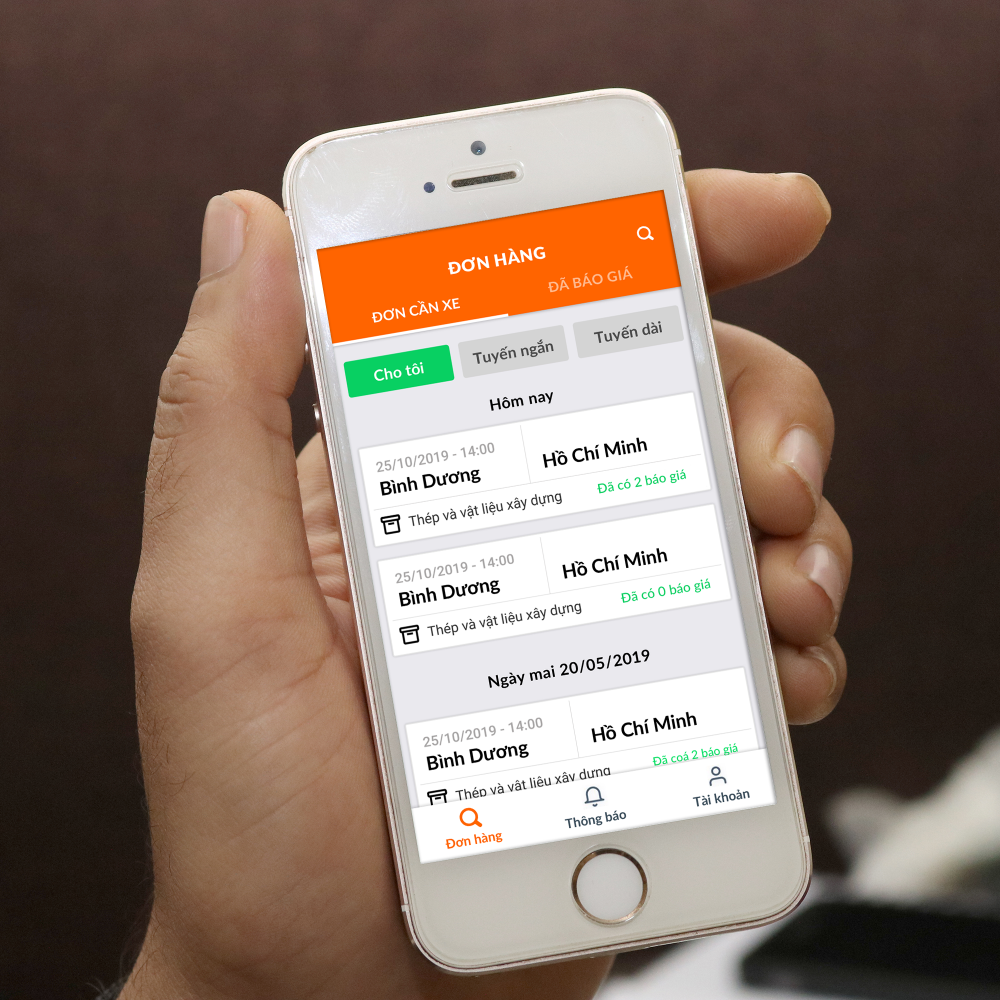 ĐƠN HÀNG
ĐƠN CẦN XE
ĐÃ BÁO GIÁ
Cho tôi
Tuyến ngắn
Tuyến dài
Hôm nay
25/10/2019 - 14:00
Bình Dương
Hồ Chí Minh
Thép và vật liệu xây dựng
Đã có 2 báo giá
25/10/2019 - 14:00
Bình Dương
Hồ Chí Minh
Thép và vật liệu xây dựng
Đã có 0 báo giá
Ngày mai 20/05/2019
25/10/2019 - 14:00
Bình Dương
Hồ Chí Minh
Thép và vật liệu xây dựng
Đã coá 2 báo giá
Đơn hàng
Thông báo
Tài khoản